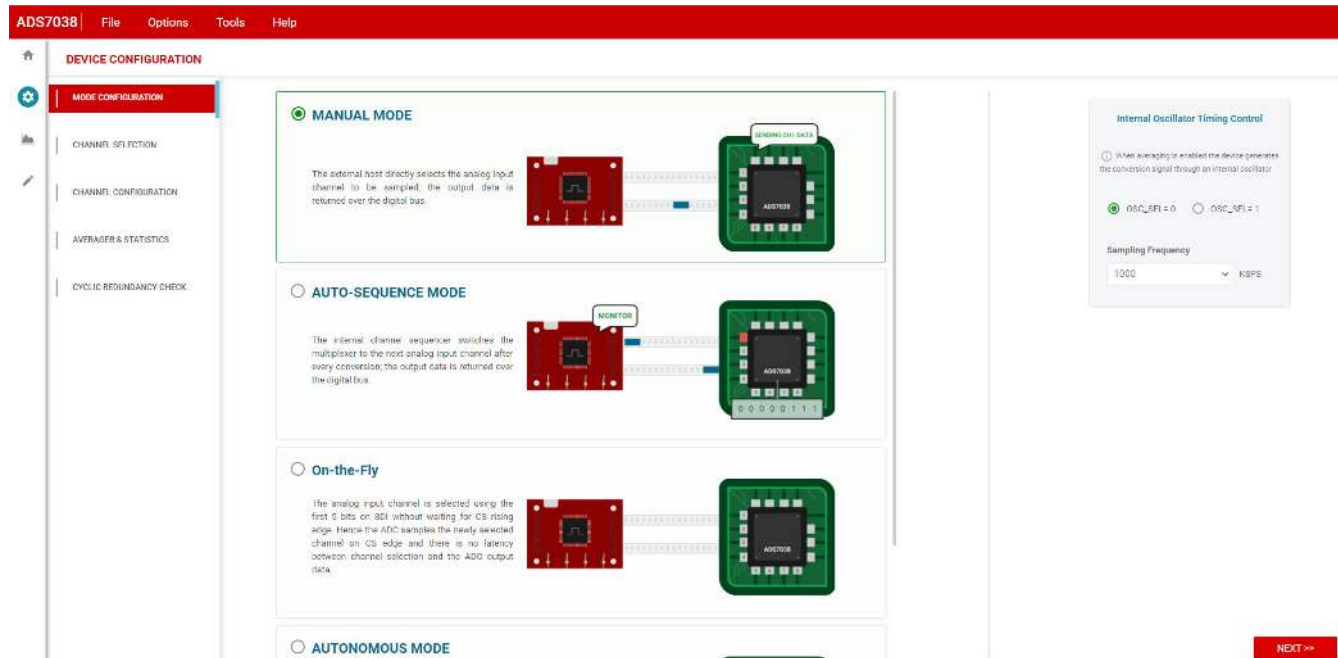 ADS7038 File Options Tools Help
DEVICE CONFIGURATION
MODE CONFIGURATION
CHANNEL SELECTION
CHANNEL CONFIGURATION
AVERAGER & STATISTICS
CYCLIC REDUNDANCY CHECK
MANUAL MODE
The external host directly selects the analog input
channel to be sampled, the output data is
returned over the digital bus.
SENDING CH1 DATA
ADS7038
AUTO-SEQUENCE MODE
The internal channel sequencer switches the
multiplexer to the next analog input channel after
every conversion; the output data is returned over
the digital bus.
MONITOR
ADS7038
0 0 0 0 0 1 1 1
On-the-Fly
The analog input channel is selected using the
first 5 bits on SDI without waiting for CS rising
edge. Hence the ADC samples the newly selected
channel on CS edge and there is no latency
between channel selection and the ADC output
data.
ADS7038
AUTONOMOUS MODE
Internal Oscillator Timing Control
When averaging is enabled the device generates
the conversion signal through an internal oscillator
OSC_SEL= 0 OSC_SEL= 1
Sampling Frequency
1000 KSPS
NEXT >>